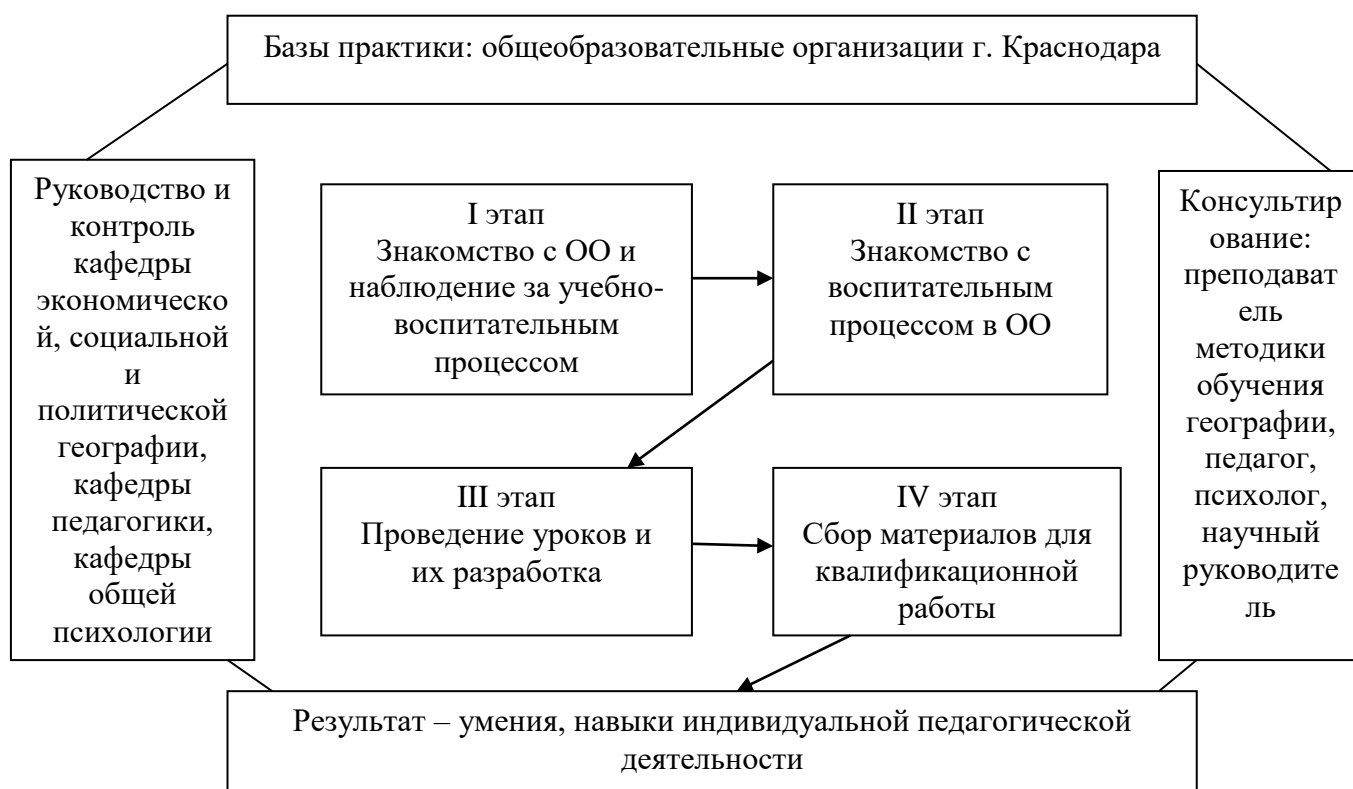 Базы практики: общеобразовательные организации г. Краснодара
Руководство и
контроль
кафедры
экономическо
й, социальной
и
политической
географии,
кафедры
педагогики,
кафедры
общей
психологии
I этап
Знакомство с ОО и
наблюдение за учебно-
воспитательным
процессом
II этап
Знакомство с
воспитательным
процессом в ОО
Консультир
ование:
преподават
ель
методики
обучения
географии,
педагог,
психолог,
научный
руководите
ль
III этап
Проведение уроков и
их разработка
IV этап
Сбор материалов для
квалификационной
работы
Результат – умения, навыки индивидуальной педагогической
деятельности